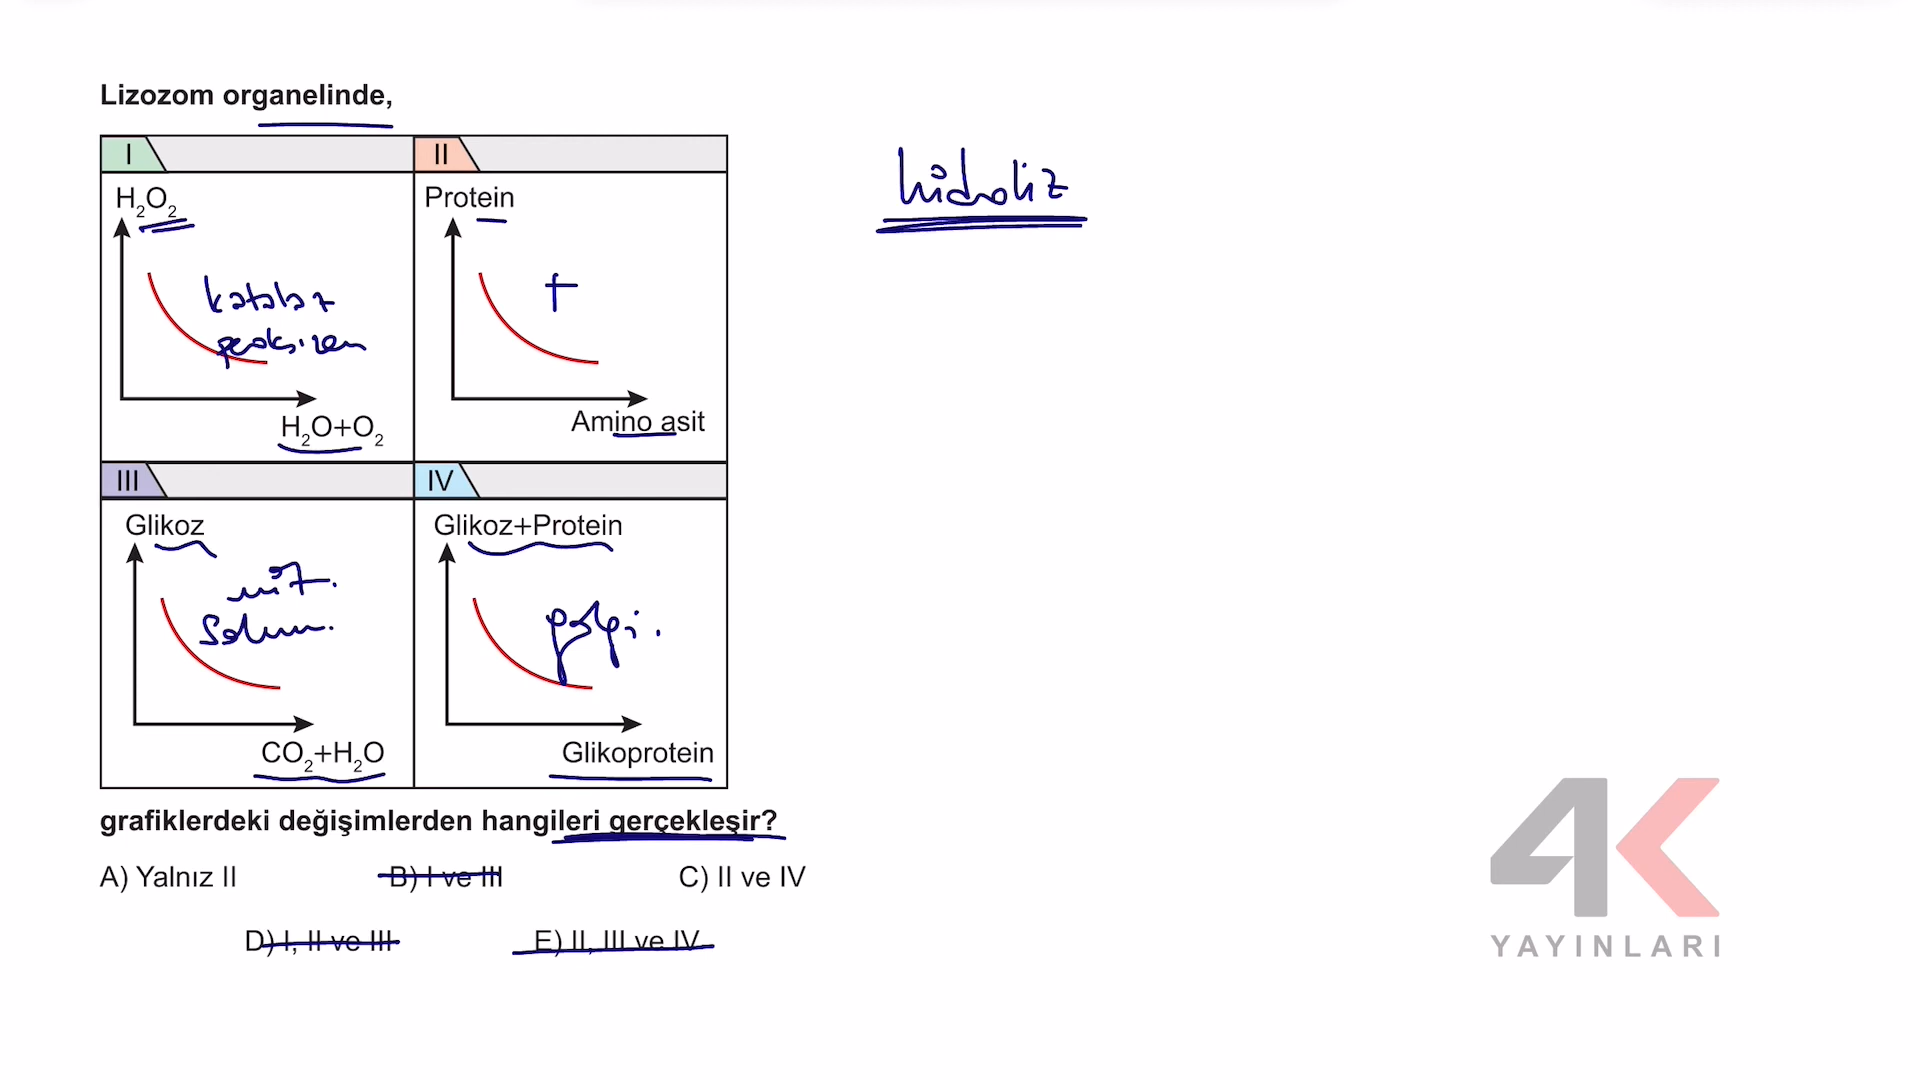 Lizozom organelinde,
hidroliz
I
II
H₂O₂
Protein
katalaz
peroksizom
+
H₂O+O₂
Amino asit
III
IV
Glikoz
Glikoz+Protein
mit.
Solunum.
golgi.
CO₂+H₂O
Glikoprotein
grafiklerdeki değişimlerden hangileri gerçekleşir?
A) Yalnız II
B) I ve III
C) II ve IV
D) I, II ve III
E) II, III ve IV
4K
YAYINLARI